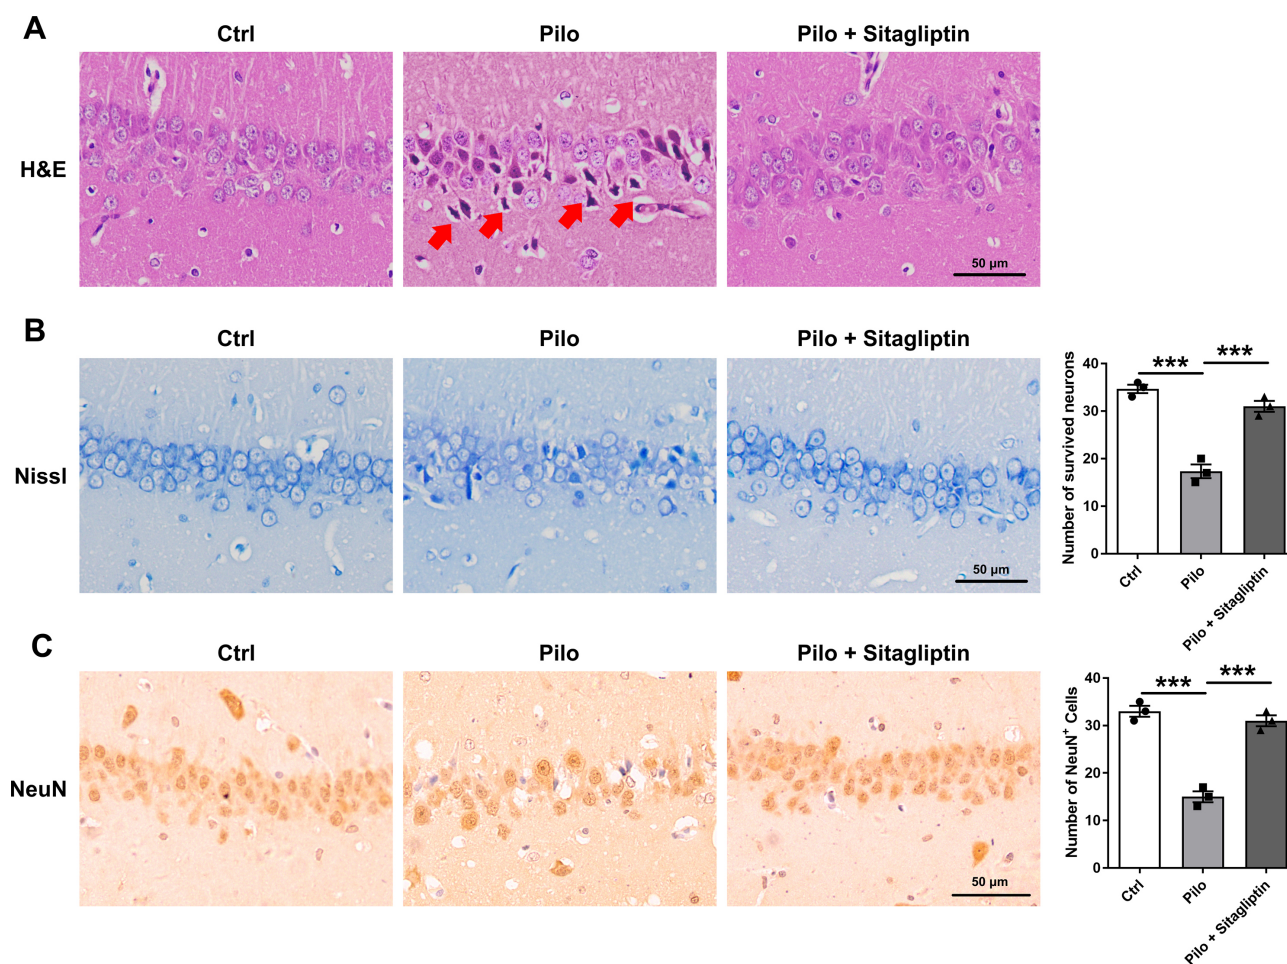 A
Ctrl
Pilo
Pilo + Sitagliptin
H&E
50 µm
B
Ctrl
Pilo
Pilo + Sitagliptin
Nissl
50 µm
Number of survived neurons
40
30
20
10
0
***
***
Ctrl
Pilo
Pilo + Sitagliptin
C
Ctrl
Pilo
Pilo + Sitagliptin
NeuN
50 µm
Number of NeuN⁺ Cells
40
30
20
10
0
***
***
Ctrl
Pilo
Pilo + Sitagliptin